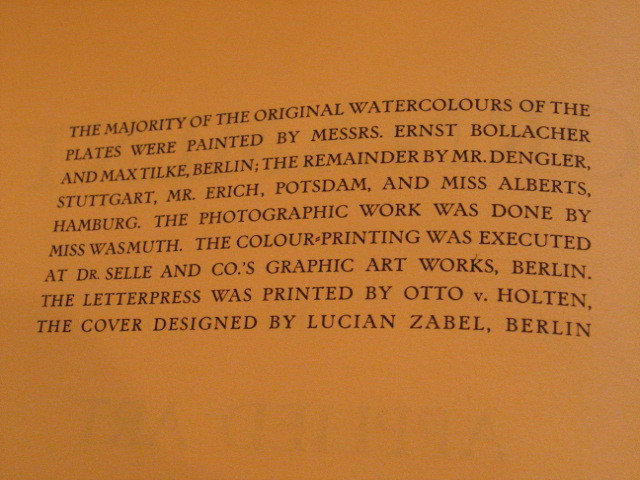 THE MAJORITY OF THE ORIGINAL WATERCOLOURS OF THE
PLATES WERE PAINTED BY MESSRS. ERNST BOLLACHER
AND MAX TILKE, BERLIN; THE REMAINDER BY MR. DENGLER,
STUTTGART, MR. ERICH, POTSDAM, AND MISS ALBERTS,
HAMBURG. THE PHOTOGRAPHIC WORK WAS DONE BY
MISS WASMUTH. THE COLOUR-PRINTING WAS EXECUTED
AT DR. SELLE AND CO.'S GRAPHIC ART WORKS, BERLIN.
THE LETTERPRESS WAS PRINTED BY OTTO v. HOLTEN,
THE COVER DESIGNED BY LUCIAN ZABEL, BERLIN
APPLIED ART